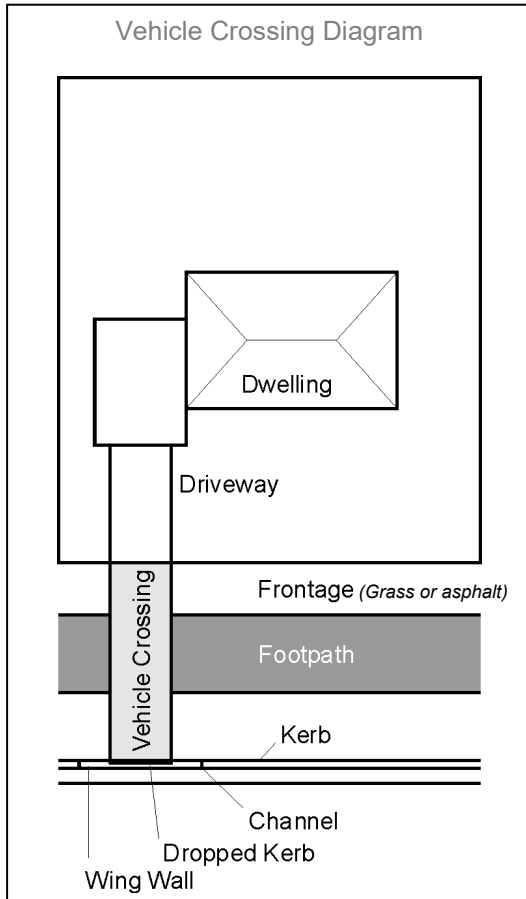 Vehicle Crossing Diagram
Dwelling
Driveway
Vehicle Crossing
Frontage (Grass or asphalt)
Footpath
Kerb
Channel
Dropped Kerb
Wing Wall